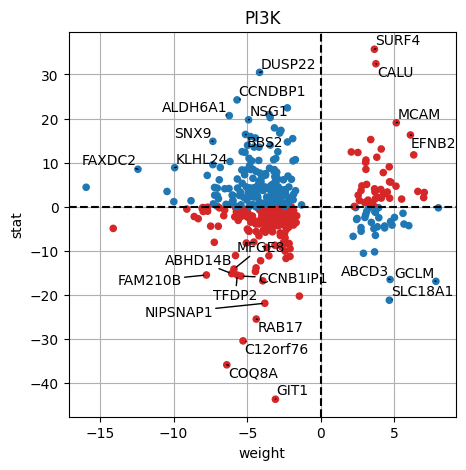 PI3K
SURF4
DUSP22
CALU
CCNDBP1
ALDH6A1
NSG1
MCAM
SNX9
BBS2
EFNB2
FAXDC2
KLHL24
MFGE8
ABHD14B
ABCD3
GCLM
FAM210B
CCNB1IP1
TFDP2
SLC18A1
NIPSNAP1
RAB17
C12orf76
COQ8A
GIT1
30
20
10
0
−10
−20
−30
−40
stat
−15
−10
−5
0
5
weight